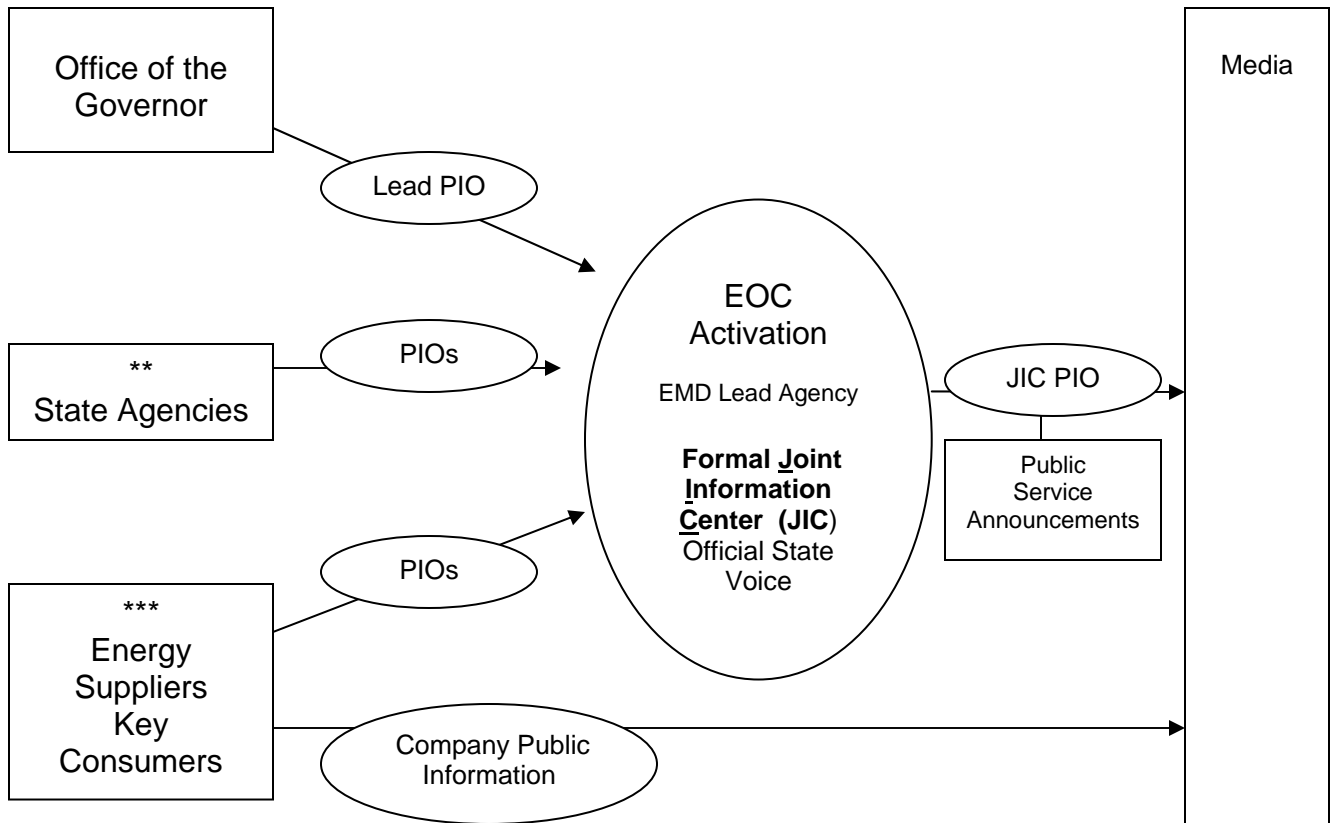 Office of the
Governor
Media
Lead PIO
EOC
Activation
EMD Lead Agency
Formal Joint
Information
Center (JIC)
Official State
Voice
**
State Agencies
PIOs
JIC PIO
Public
Service
Announcements
***
Energy
Suppliers
Key
Consumers
PIOs
Company Public
Information